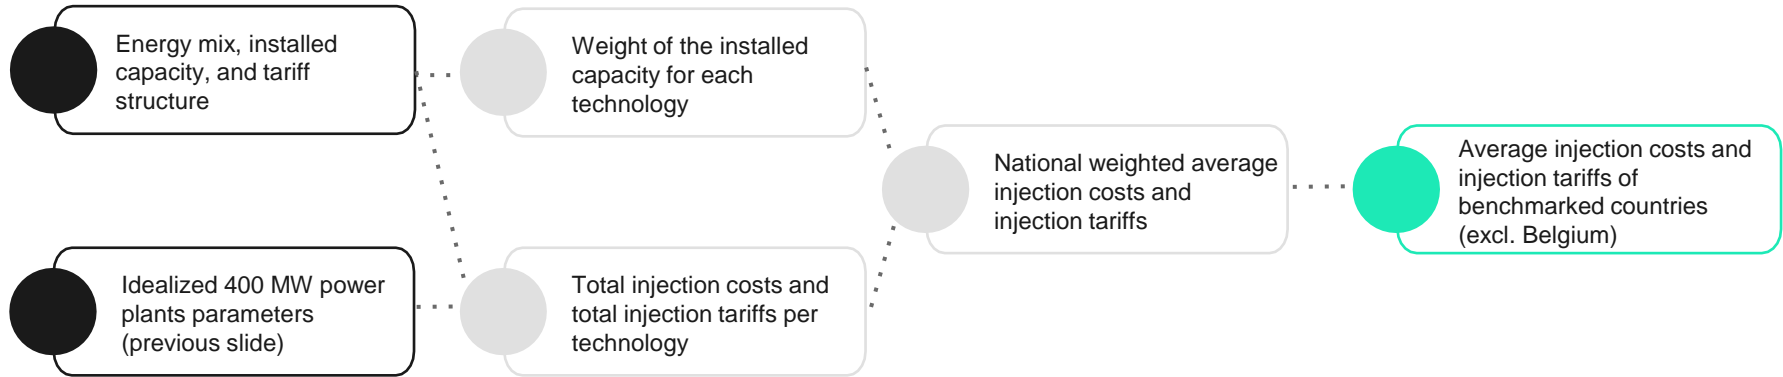 Energy mix, installed
capacity, and tariff
structure
Weight of the installed
capacity for each
technology
National weighted average
injection costs and
injection tariffs
Average injection costs and
injection tariffs of
benchmarked countries
(excl. Belgium)
Idealized 400 MW power
plants parameters
(previous slide)
Total injection costs and
total injection tariffs per
technology